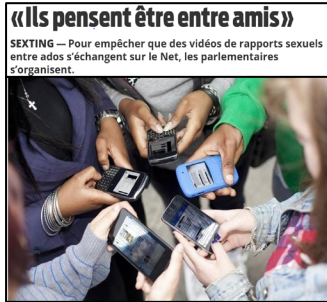 «Ils pensent être entre amis»
SEXTING — Pour empêcher que des vidéos de rapports sexuels
entre ados s'échangent sur le Net, les parlementaires
s'organisent.